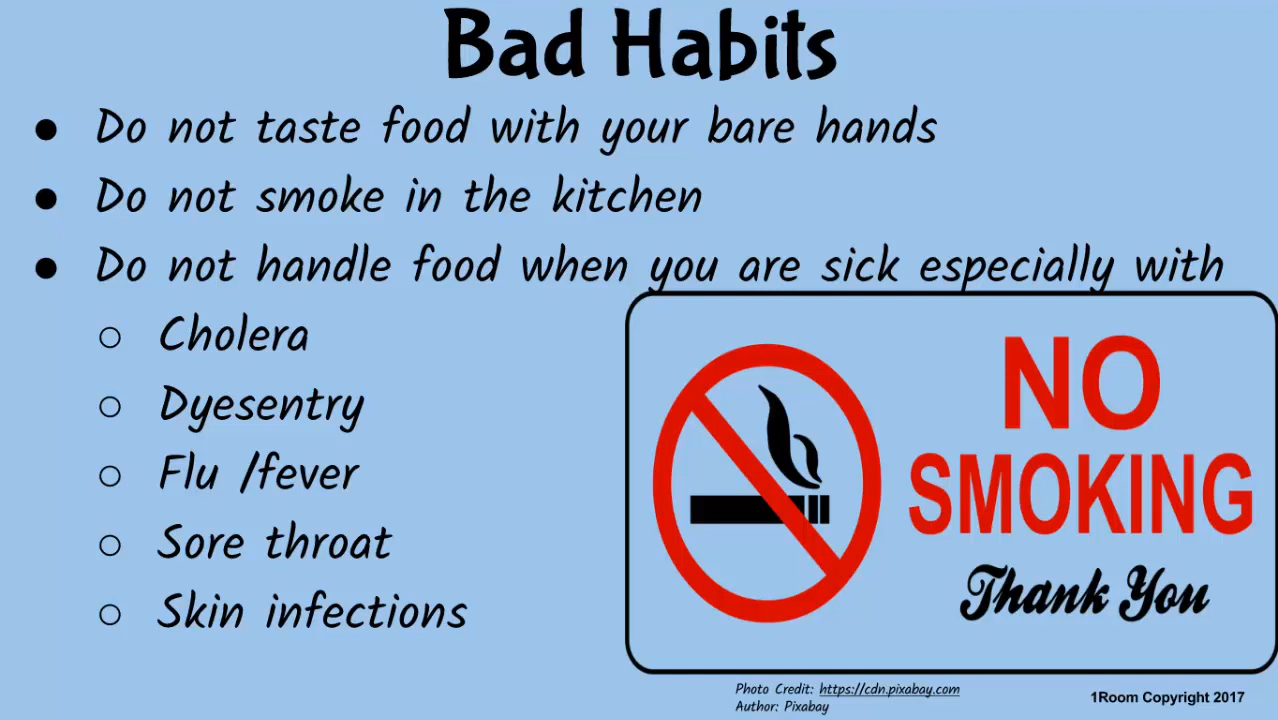 Bad Habits
● Do not taste food with your bare hands
● Do not smoke in the kitchen
● Do not handle food when you are sick especially with
○ Cholera
○ Dyesentry
○ Flu /fever
○ Sore throat
○ Skin infections
NO
SMOKING
Thank You
Photo Credit: https://cdn.pixabay.com
Author: Pixabay
1Room Copyright 2017